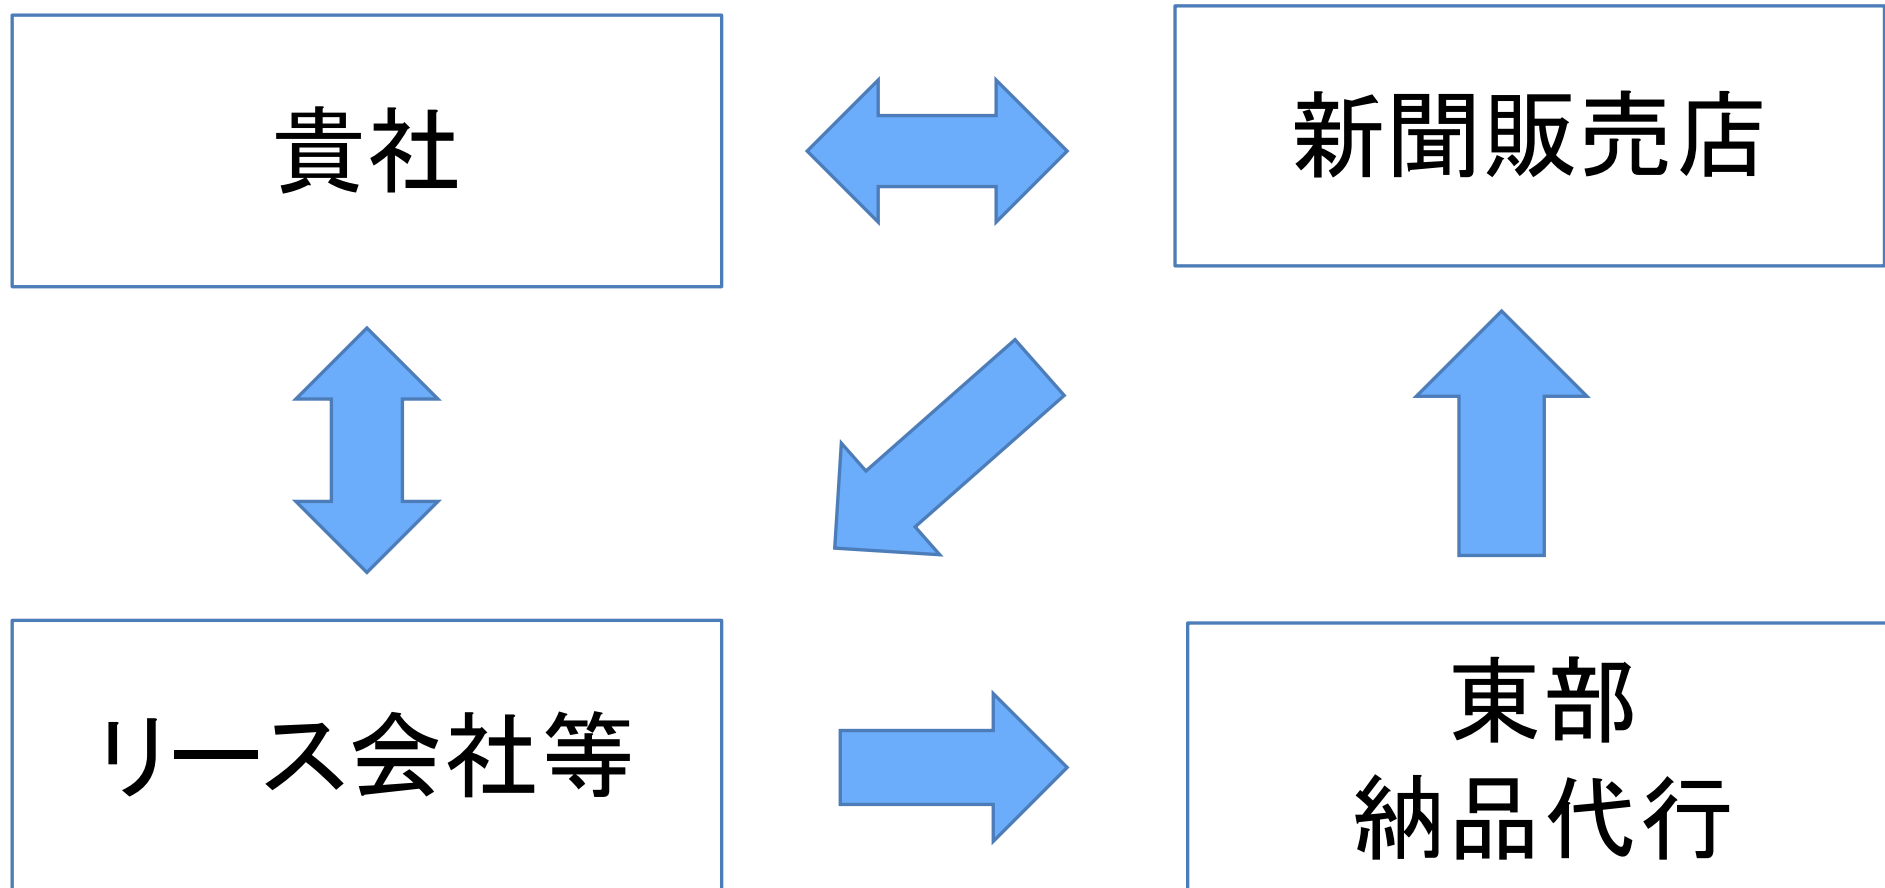 貴社
新聞販売店
リース会社等
東部
納品代行